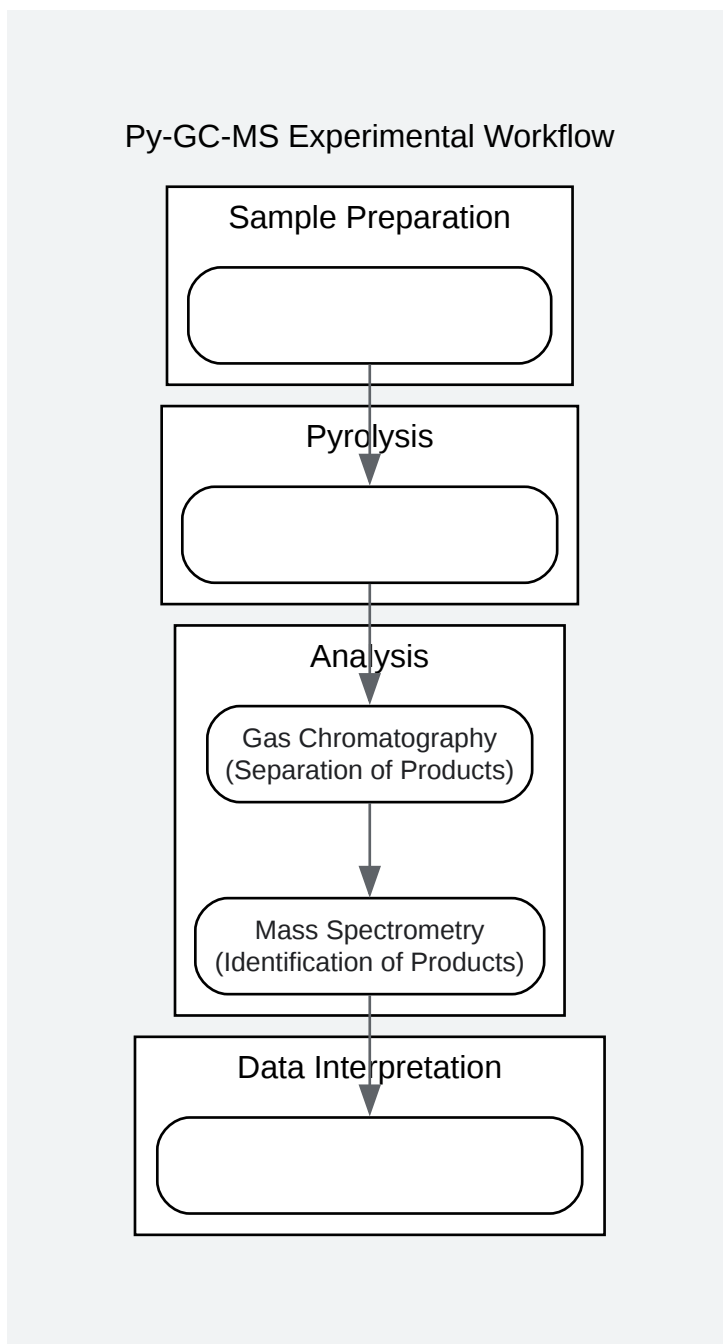 Py-GC-MS Experimental Workflow
Sample Preparation
Pyrolysis
Analysis
Gas Chromatography
(Separation of Products)
Mass Spectrometry
(Identification of Products)
Data Interpretation